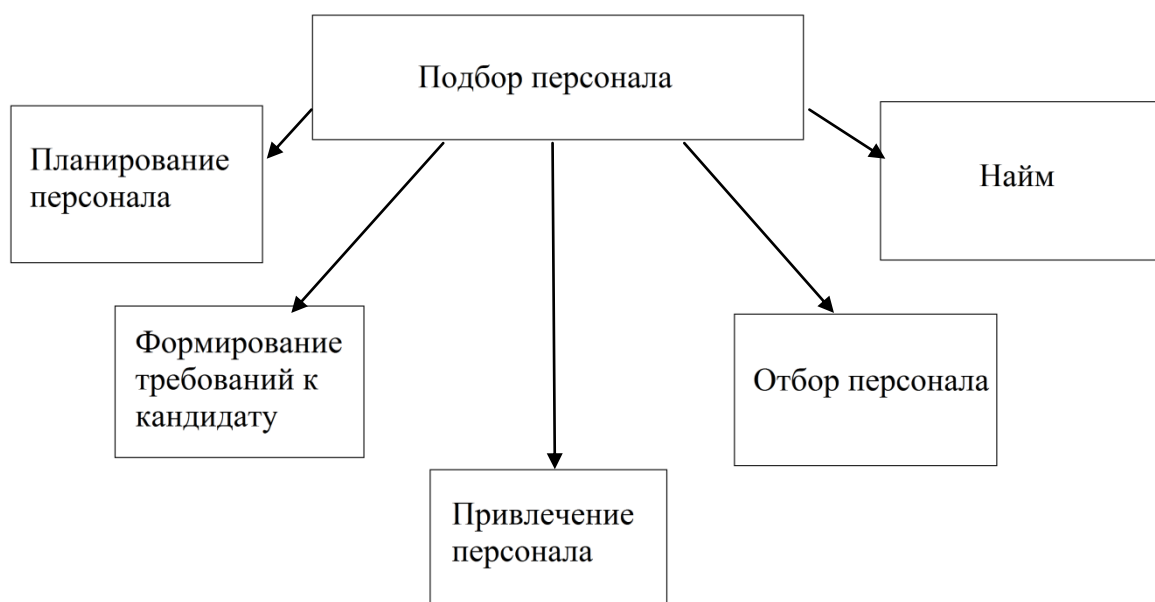 Подбор персонала
Планирование
персонала
Найм
Формирование
требований к
кандидату
Отбор персонала
Привлечение
персонала